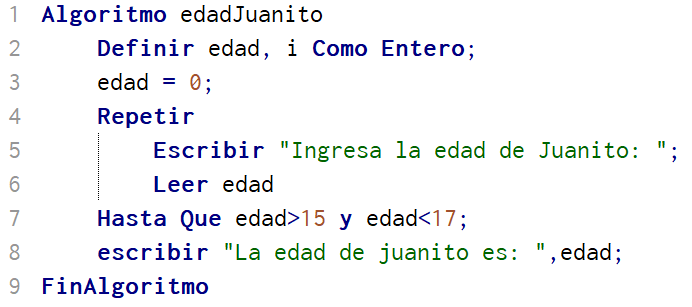 1 Algoritmo edadJuanito
2 Definir edad, i Como Entero;
3 edad = 0;
4 Repetir
5 Escribir "Ingresa la edad de Juanito: ";
6 Leer edad
7 Hasta Que edad>15 y edad<17;
8 escribir "La edad de juanito es: ",edad;
9 FinAlgoritmo